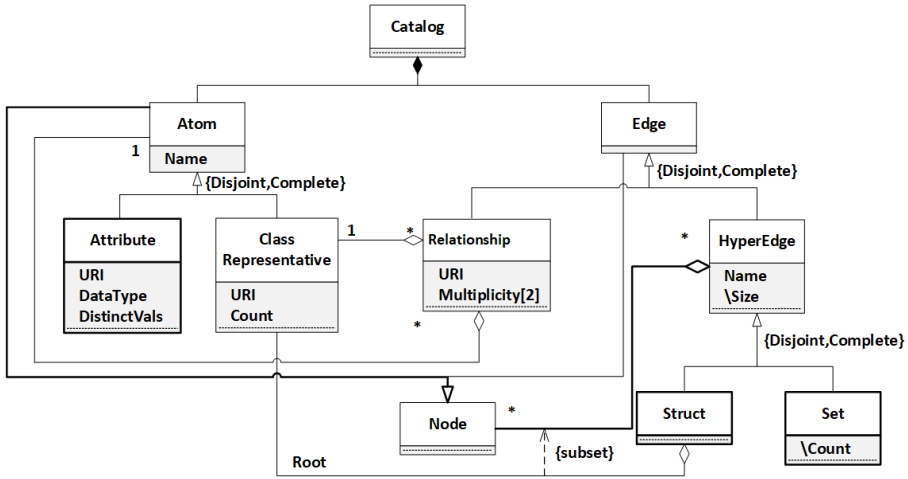 Catalog
Atom
Name
1
Edge
{Disjoint,Complete}
{Disjoint,Complete}
Attribute
URI
DataType
DistinctVals
Class
Representative
URI
Count
1
*
Relationship
URI
Multiplicity[2]
*
*
HyperEdge
Name
\Size
{Disjoint,Complete}
Node
*
{subset}
Struct
Set
\Count
Root